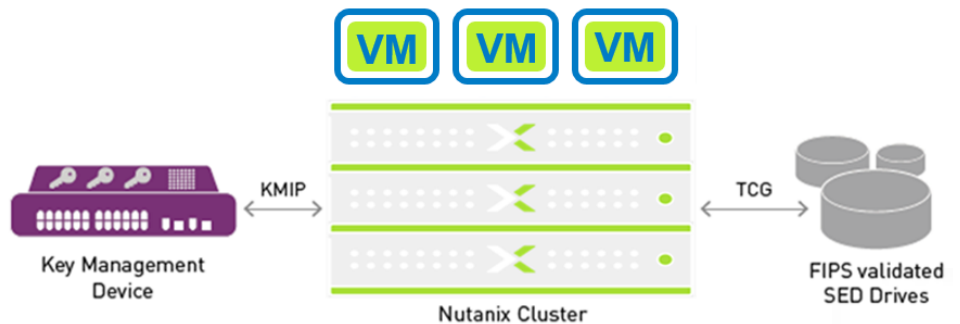 VM
VM
VM
KMIP
TCG
Key Management
Device
Nutanix Cluster
FIPS validated
SED Drives